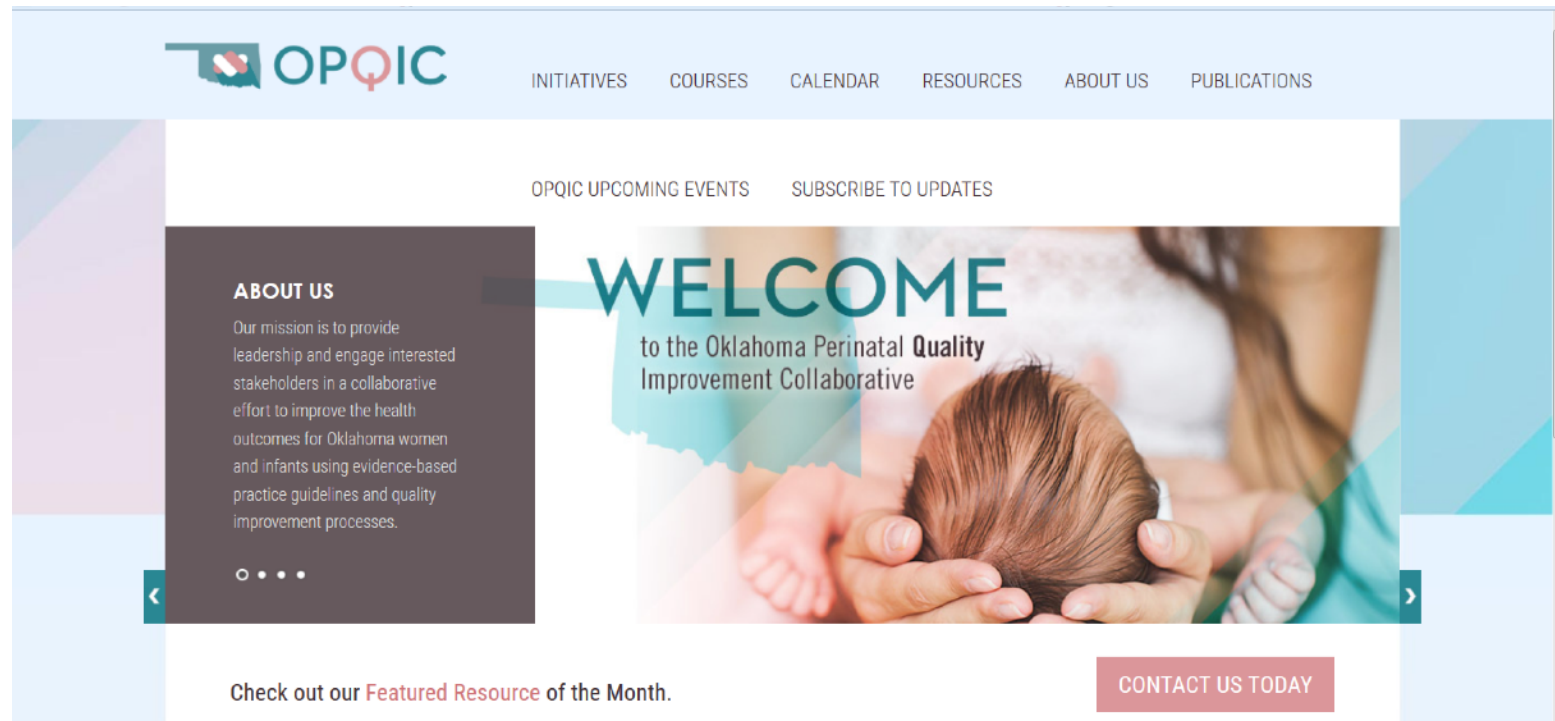 OPQIC
INITIATIVES COURSES CALENDAR RESOURCES ABOUT US PUBLICATIONS
OPQIC UPCOMING EVENTS SUBSCRIBE TO UPDATES
ABOUT US
Our mission is to provide
leadership and engage interested
stakeholders in a collaborative
effort to improve the health
outcomes for Oklahoma women
and infants using evidence-based
practice guidelines and quality
improvement processes.
WELCOME
to the Oklahoma Perinatal Quality
Improvement Collaborative
Check out our Featured Resource of the Month.
CONTACT US TODAY